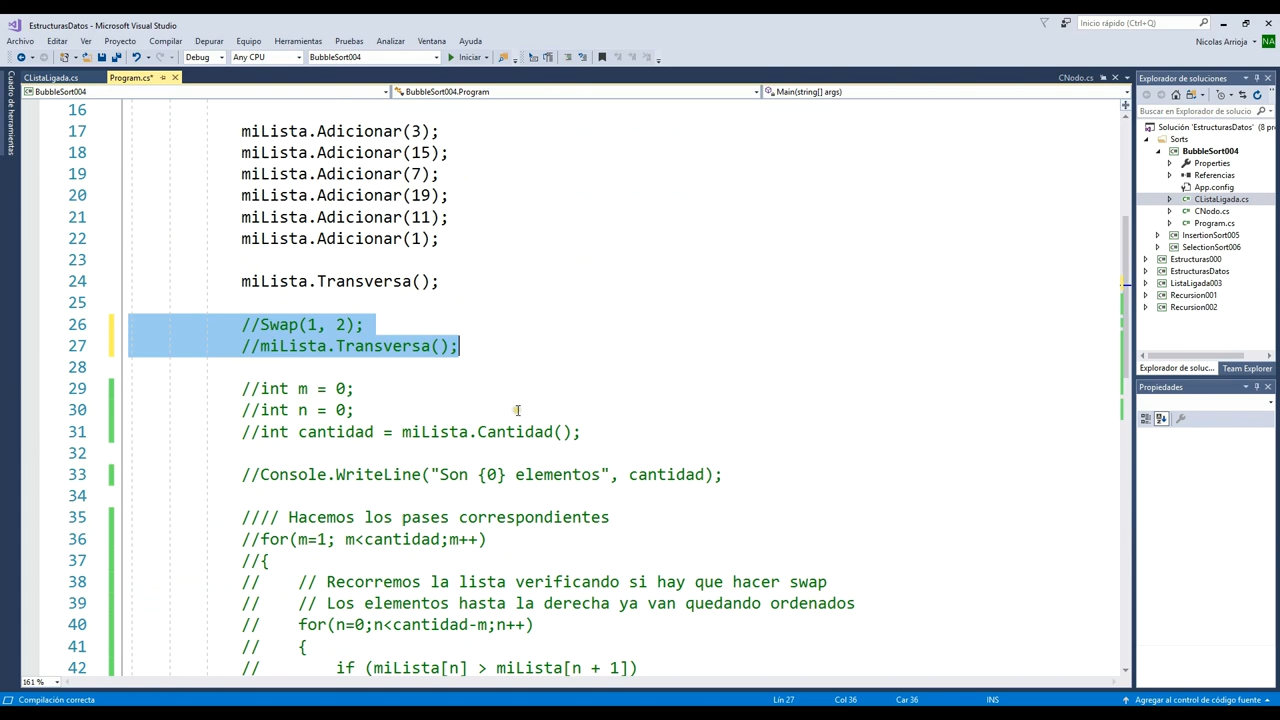 EstructurasDatos - Microsoft Visual Studio
Inicio rápido (Ctrl+Q)
Archivo Editar Ver Proyecto Compilar Depurar Equipo Herramientas Pruebas Analizar Ventana Ayuda
Nicolas Arrioja NA
Debug Any CPU BubbleSort004 Iniciar
Cuadro de herramientas
CListaLigada.cs Program.cs* CNodo.cs
BubbleSort004 BubbleSort004.Program Main(string[] args)
16
17 miLista.Adicionar(3);
18 miLista.Adicionar(15);
19 miLista.Adicionar(7);
20 miLista.Adicionar(19);
21 miLista.Adicionar(11);
22 miLista.Adicionar(1);
23
24 miLista.Transversa();
25
26 //Swap(1, 2);
27 //miLista.Transversa();
28
29 //int m = 0;
30 //int n = 0;
31 //int cantidad = miLista.Cantidad();
32
33 //Console.WriteLine("Son {0} elementos", cantidad);
34
35 //// Hacemos los pases correspondientes
36 //for(m=1; m<cantidad;m++)
37 //{
38 // // Recorremos la lista verificando si hay que hacer swap
39 // // Los elementos hasta la derecha ya van quedando ordenados
40 // for(n=0;n<cantidad-m;n++)
41 // {
42 // if (miLista[n] > miLista[n + 1])
161 %
Explorador de soluciones
Buscar en Explorador de solucio
Solución 'EstructurasDatos' (8 pr
Sorts
BubbleSort004
Properties
Referencias
App.config
CListaLigada.cs
CNodo.cs
Program.cs
InsertionSort005
SelectionSort006
Estructuras000
EstructurasDatos
ListaLigada003
Recursion001
Recursion002
Explorador de soluc... Team Explorer
Propiedades
Compilación correcta Lín 27 Col 36 Car 36 INS Agregar al control de código fuente